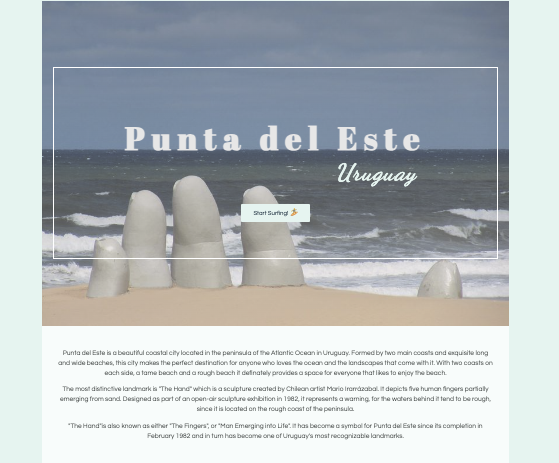 Punta del Este
Uruguay
Start Surfing!
Punta del Este is a beautiful coastal city located in the peninsula of the Atlantic Ocean in Uruguay. Formed by two main coasts and exquisite long
and wide beaches, this city makes the perfect destination for anyone who loves the ocean and the landscapes that come with it. With two coasts on
each side, a tame beach and a rough beach it definately provides a space for everyone that likes to enjoy the beach.
The most distinctive landmark is "The Hand" which is a sculpture created by Chilean artist Mario Irarrázabal. It depicts five human fingers partially
emerging from sand. Designed as part of an open-air sculpture exhibition in 1982, it represents a warning, for the waters behind it tend to be rough,
since it is located on the rough coast of the peninsula.
"The Hand"is also known as either "The Fingers", or "Man Emerging into Life". It has become a symbol for Punta del Este since its completion in
February 1982 and in turn has become one of Uruguay's most recognizable landmarks.